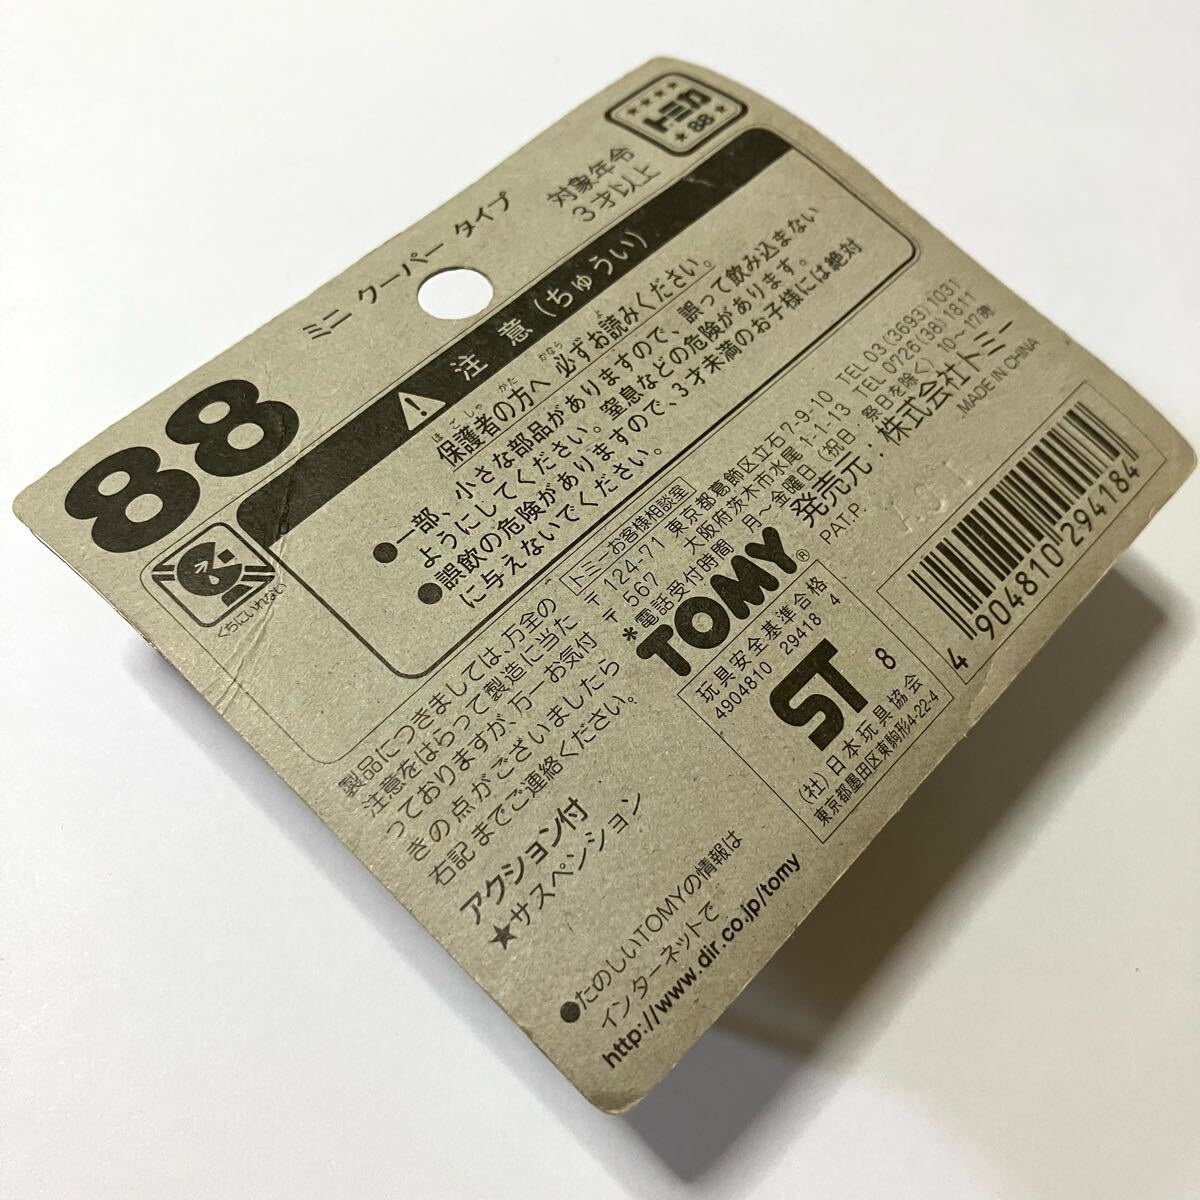 88
ミニ クーパー タイプ
対象年令
3才以上
トミカ
88
注意(ちゅうい)
くちにいれない
保護者の方へ 必ずお読みください。
ほごしゃ かた かなら よ
●一部、小さな部品がありますので、誤って飲み込まない
ようにしてください。窒息などの危険があります。
●誤飲の危険がありますので、3才未満のお子様には絶対
に与えないでください。
製品につきましては、万全の
注意をはらって製造に当た
っておりますが、万一お気付
きの点がございましたら
右記までご連絡ください。
アクション付
★サスペンション
トミーお客様相談室
〒124-71 東京都葛飾区立石7-9-10 TEL 03(3693)1031
〒567 大阪府茨木市水尾1-1-13 TEL 0726(38)1811
*電話受付時間 月～金曜日(祝日・祭日を除く)10～17時
TOMY®
発売元:株式会社トミー
PAT.P.
MADE IN CHINA
玩具安全基準合格
4904810 29418 4
ST
8
(社)日本玩具協会
東京都墨田区東駒形4-22-4
4 904810 294184
●たのしいTOMYの情報は
インターネットで
http://www.dir.co.jp/tomy